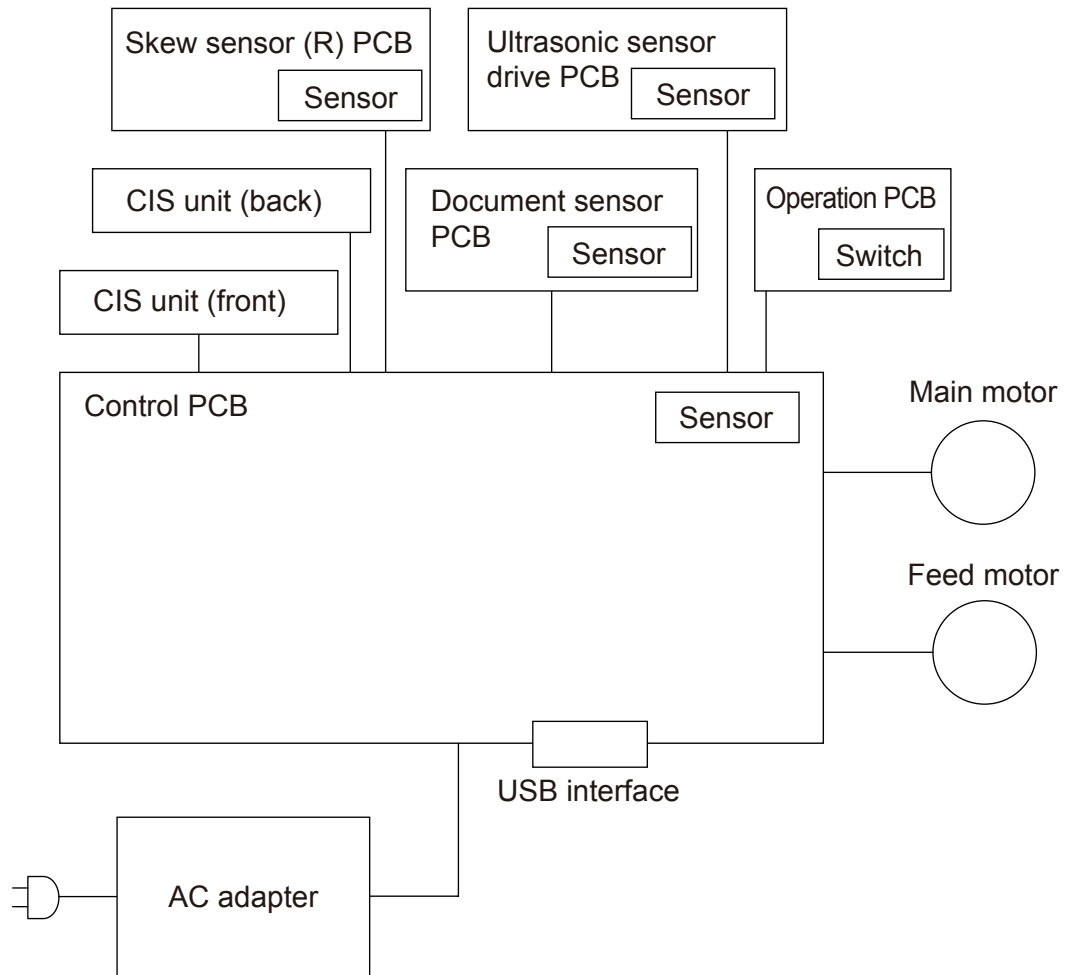 Skew sensor (R) PCB
Sensor
Ultrasonic sensor
drive PCB
Sensor
CIS unit (back)
Document sensor
PCB
Sensor
Operation PCB
Switch
CIS unit (front)
Control PCB
Sensor
Main motor
Feed motor
USB interface
AC adapter